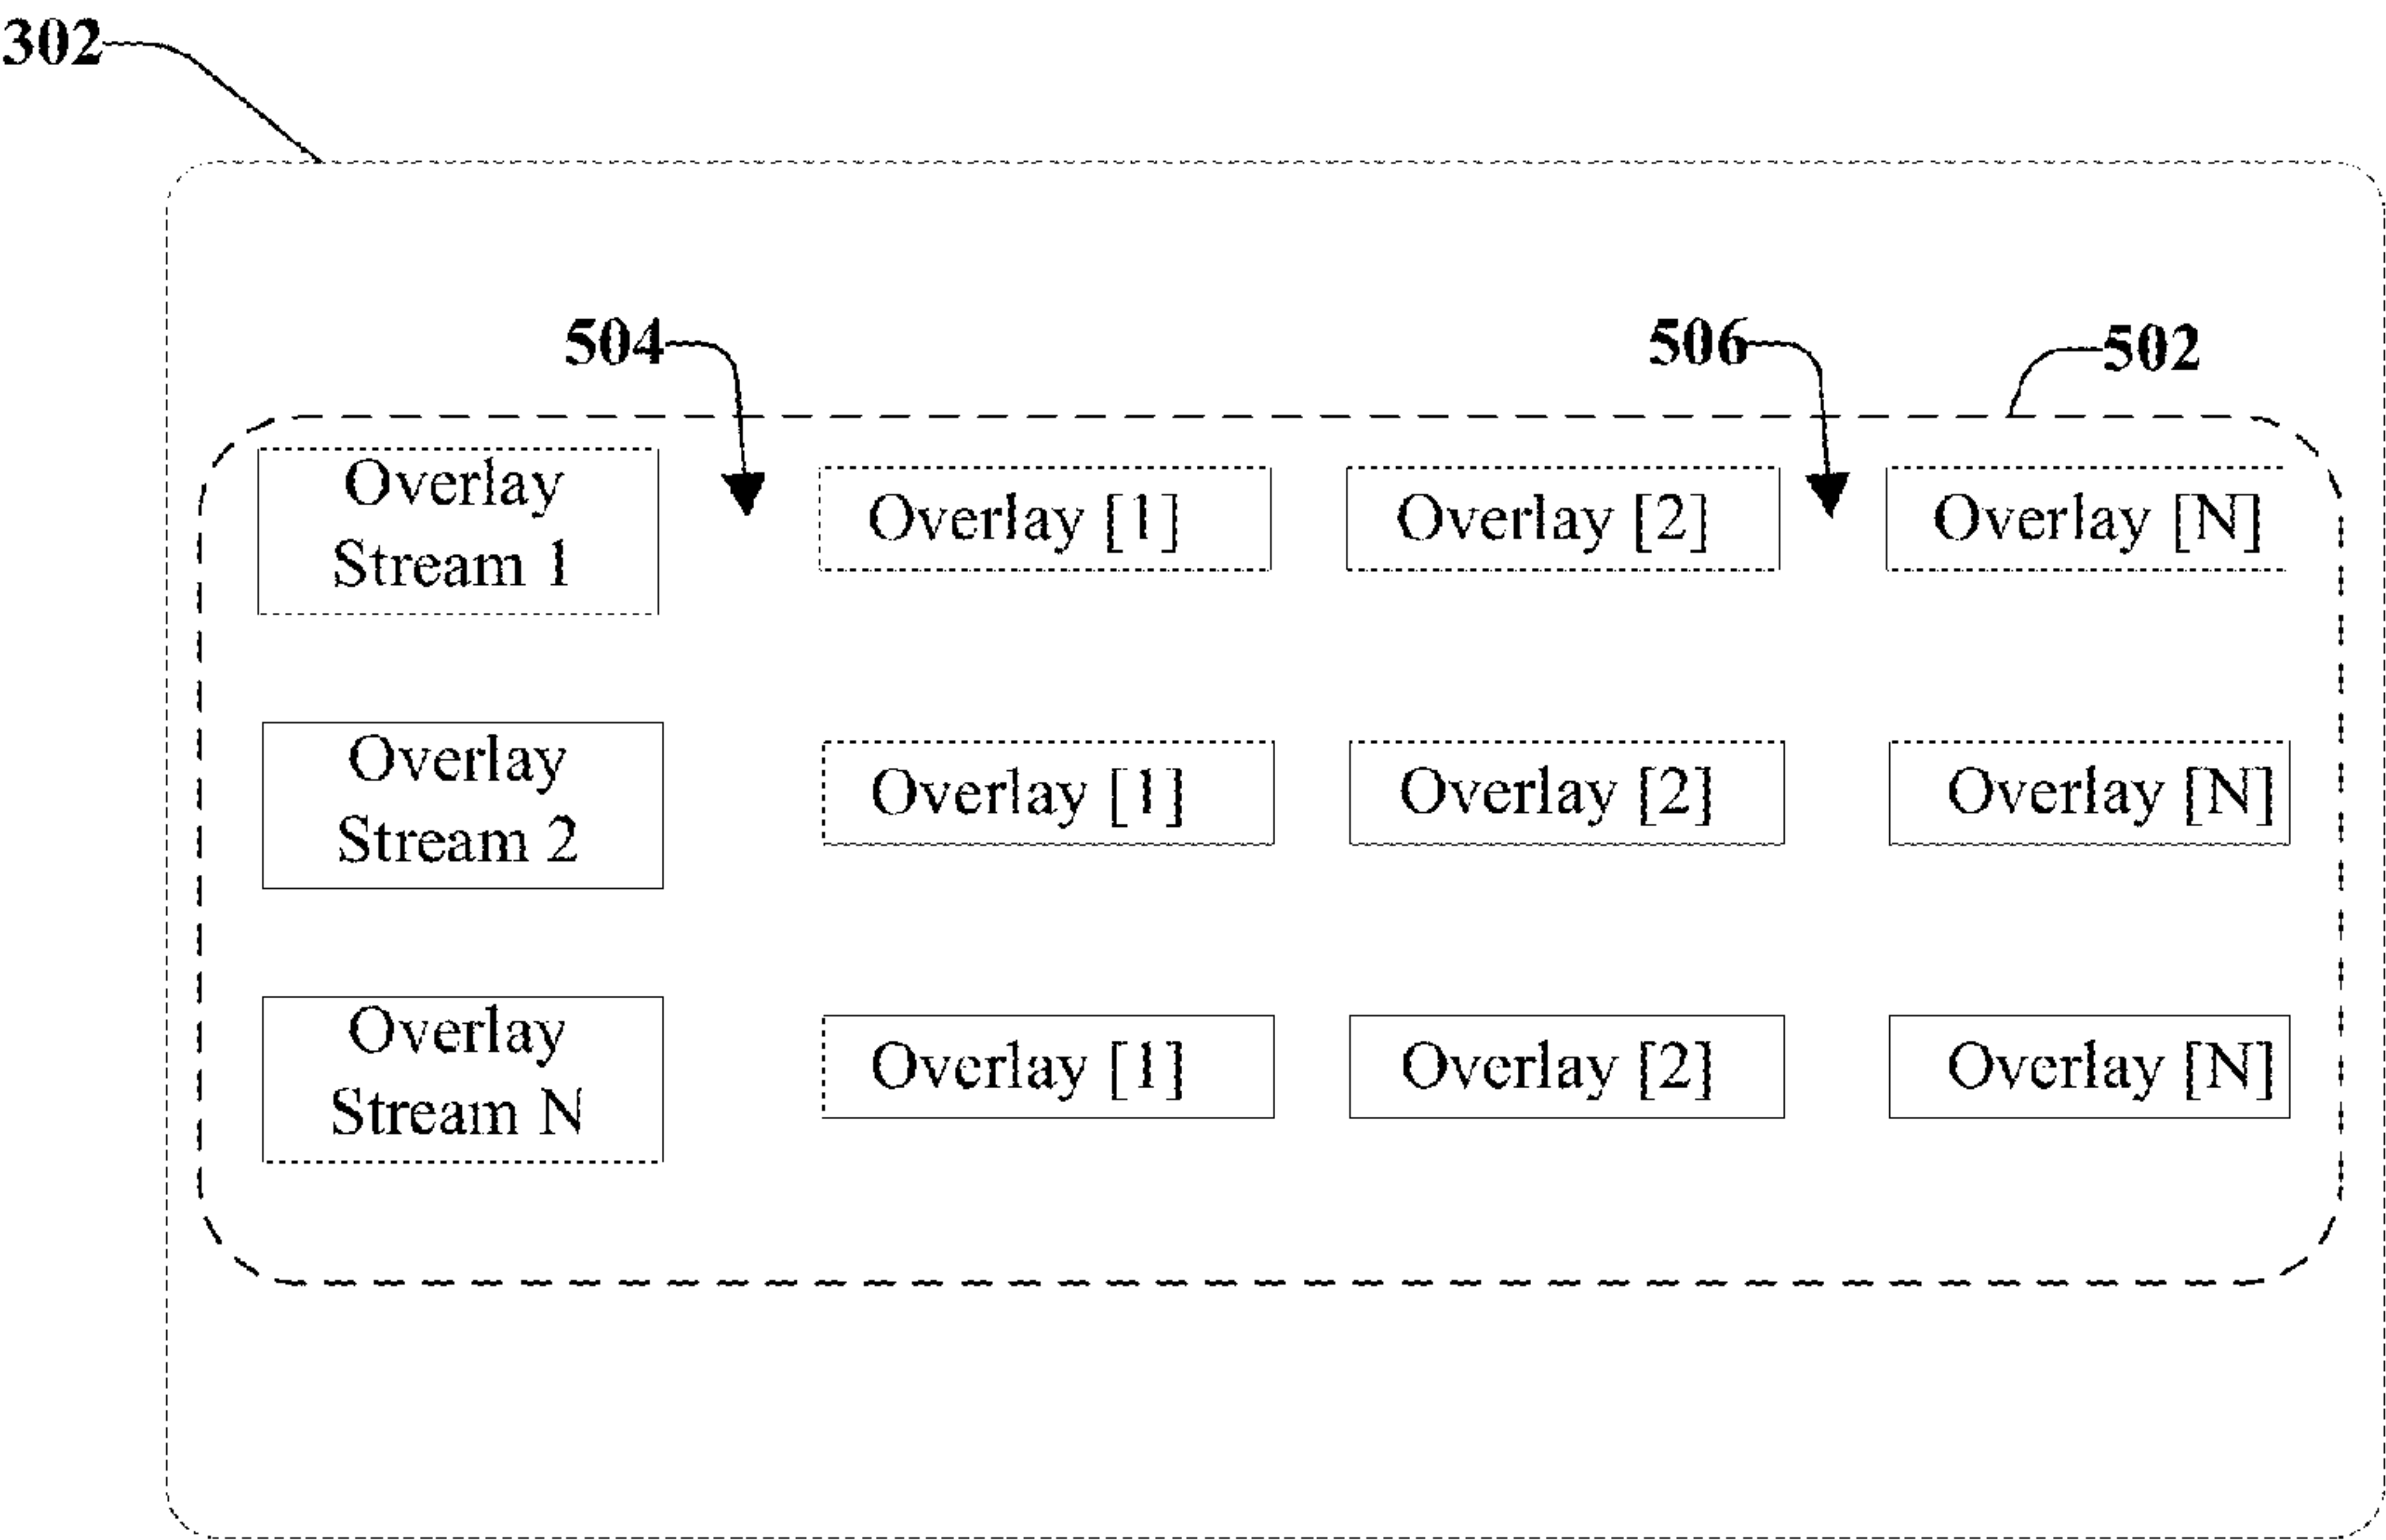 302
504
506
502
Overlay
Stream 1
Overlay [1]
Overlay [2]
Overlay [N]
Overlay
Stream 2
Overlay [1]
Overlay [2]
Overlay [N]
Overlay
Stream N
Overlay [1]
Overlay [2]
Overlay [N]